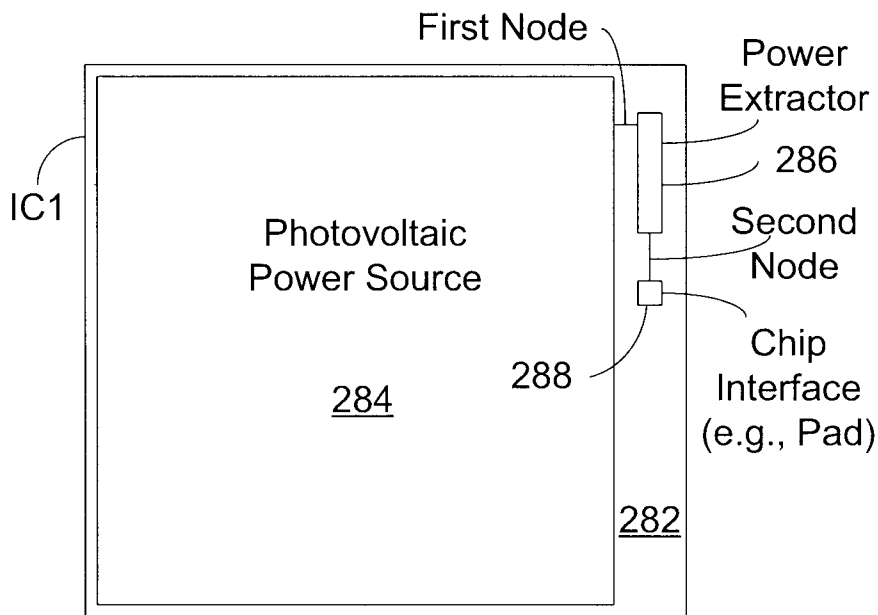 First Node
Power
Extractor
286
IC1
Second
Node
Photovoltaic
Power Source
288
Chip
Interface
(e.g., Pad)
284
282